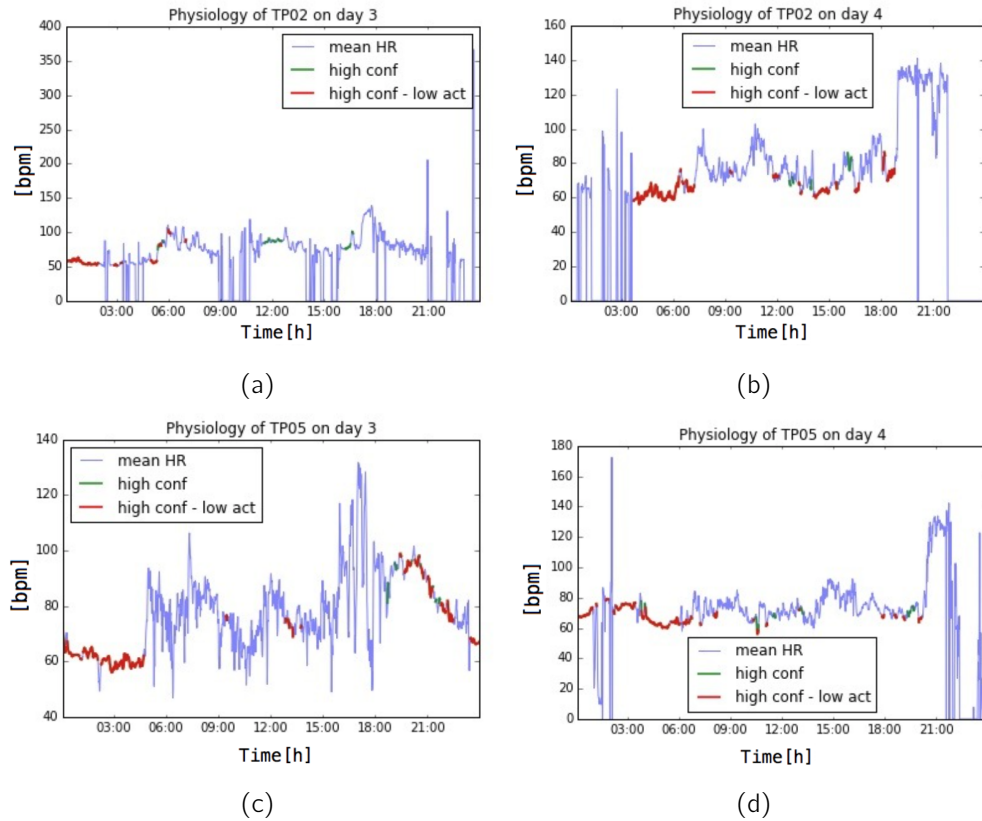 Physiology of TP02 on day 3
400
350
300
250
200
150
100
50
0
[bpm]
mean HR
high conf
high conf - low act
03:00 06:00 09:00 12:00 15:00 18:00 21:00
Time[h]
(a)
Physiology of TP02 on day 4
160
140
120
100
80
60
40
20
0
[bpm]
mean HR
high conf
high conf - low act
03:00 06:00 09:00 12:00 15:00 18:00 21:00
Time[h]
(b)
Physiology of TP05 on day 3
140
120
100
80
60
40
[bpm]
mean HR
high conf
high conf - low act
03:00 06:00 09:00 12:00 15:00 18:00 21:00
Time[h]
(c)
Physiology of TP05 on day 4
180
160
140
120
100
80
60
40
20
0
[bpm]
mean HR
high conf
high conf - low act
03:00 06:00 09:00 12:00 15:00 18:00 21:00
Time[h]
(d)